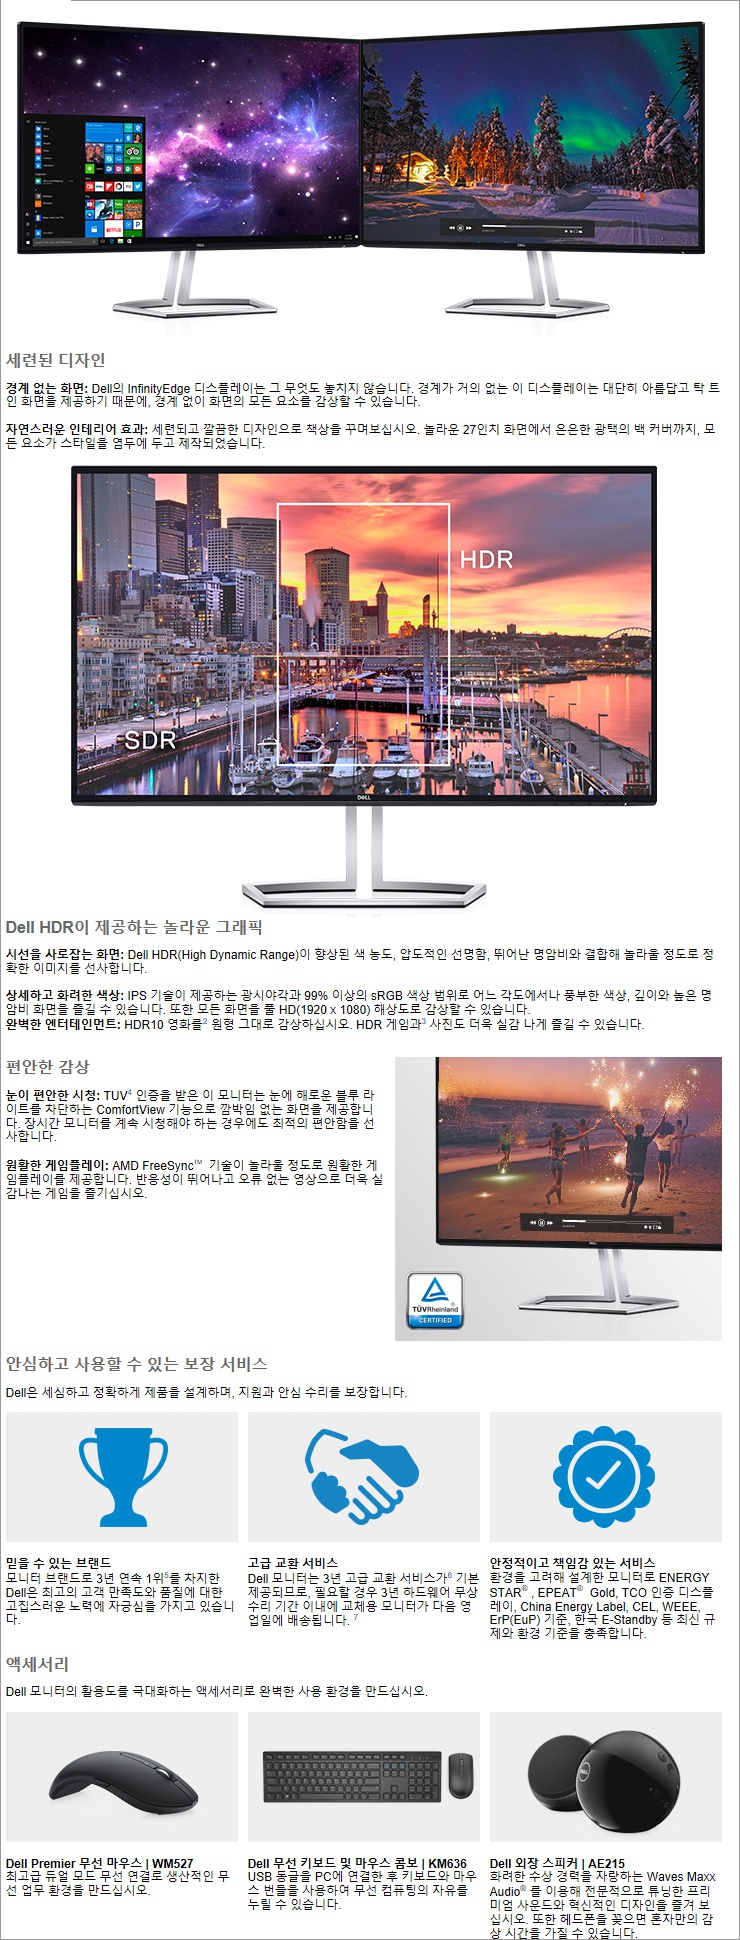 세련된 디자인
경계 없는 화면: Dell의 InfinityEdge 디스플레이는 그 무엇도 놓치지 않습니다. 경계가 거의 없는 이 디스플레이는 대단히 아름답고 탁 트
인 화면을 제공하기 때문에, 경계 없이 화면의 모든 요소를 감상할 수 있습니다.
자연스러운 인테리어 효과: 세련되고 깔끔한 디자인으로 책상을 꾸며보십시오. 놀라운 27인치 화면에서 은은한 광택의 백 커버까지, 모
든 요소가 스타일을 염두에 두고 제작되었습니다.
HDR
SDR
DELL
Dell HDR이 제공하는 놀라운 그래픽
시선을 사로잡는 화면: Dell HDR(High Dynamic Range)이 향상된 색 농도, 압도적인 선명함, 뛰어난 명암비와 결합해 놀라울 정도로 정
확한 이미지를 선사합니다.
상세하고 화려한 색상: IPS 기술이 제공하는 광시야각과 99% 이상의 sRGB 색상 범위로 어느 각도에서나 풍부한 색상, 깊이와 높은 명
암비 화면을 즐길 수 있습니다. 또한 모든 화면을 풀 HD(1920 x 1080) 해상도로 감상할 수 있습니다.
완벽한 엔터테인먼트: HDR10 영화를² 원형 그대로 감상하십시오. HDR 게임과³ 사진도 더욱 실감 나게 즐길 수 있습니다.
편안한 감상
눈이 편안한 시청: TUV⁴ 인증을 받은 이 모니터는 눈에 해로운 블루 라
이트를 차단하는 ComfortView 기능으로 깜박임 없는 화면을 제공합니
다. 장시간 모니터를 계속 시청해야 하는 경우에도 최적의 편안함을 선
사합니다.
원활한 게임플레이: AMD FreeSync™ 기술이 놀라울 정도로 원활한 게
임플레이를 제공합니다. 반응성이 뛰어나고 오류 없는 영상으로 더욱 실
감나는 게임을 즐기십시오.
TÜVRheinland
CERTIFIED
안심하고 사용할 수 있는 보장 서비스
Dell은 세심하고 정확하게 제품을 설계하며, 지원과 안심 수리를 보장합니다.
믿을 수 있는 브랜드
모니터 브랜드로 3년 연속 1위⁵를 차지한
Dell은 최고의 고객 만족도와 품질에 대한
고집스러운 노력에 자긍심을 가지고 있습니
다.
고급 교환 서비스
Dell 모니터는 3년 고급 교환 서비스가⁶ 기본
제공되므로, 필요할 경우 3년 하드웨어 무상
수리 기간 이내에 교체용 모니터가 다음 영
업일에 배송됩니다. ⁷
안정적이고 책임감 있는 서비스
환경을 고려해 설계한 모니터로 ENERGY
STAR® , EPEAT® Gold, TCO 인증 디스플
레이, China Energy Label, CEL, WEEE,
ErP(EuP) 기준, 한국 E-Standby 등 최신 규
제와 환경 기준을 충족합니다.
액세서리
Dell 모니터의 활용도를 극대화하는 액세서리로 완벽한 사용 환경을 만드십시오.
Dell Premier 무선 마우스 | WM527
최고급 듀얼 모드 무선 연결로 생산적인 무
선 업무 환경을 만드십시오.
Dell 무선 키보드 및 마우스 콤보 | KM636
USB 동글을 PC에 연결한 후 키보드와 마우
스 번들을 사용하여 무선 컴퓨팅의 자유를
누릴 수 있습니다.
Dell 외장 스피커 | AE215
화려한 수상 경력을 자랑하는 Waves Maxx
Audio® 를 이용해 전문적으로 튜닝한 프리
미엄 사운드와 혁신적인 디자인을 즐겨 보
십시오. 또한 헤드폰을 꽂으면 혼자만의 감
상 시간을 가질 수 있습니다.